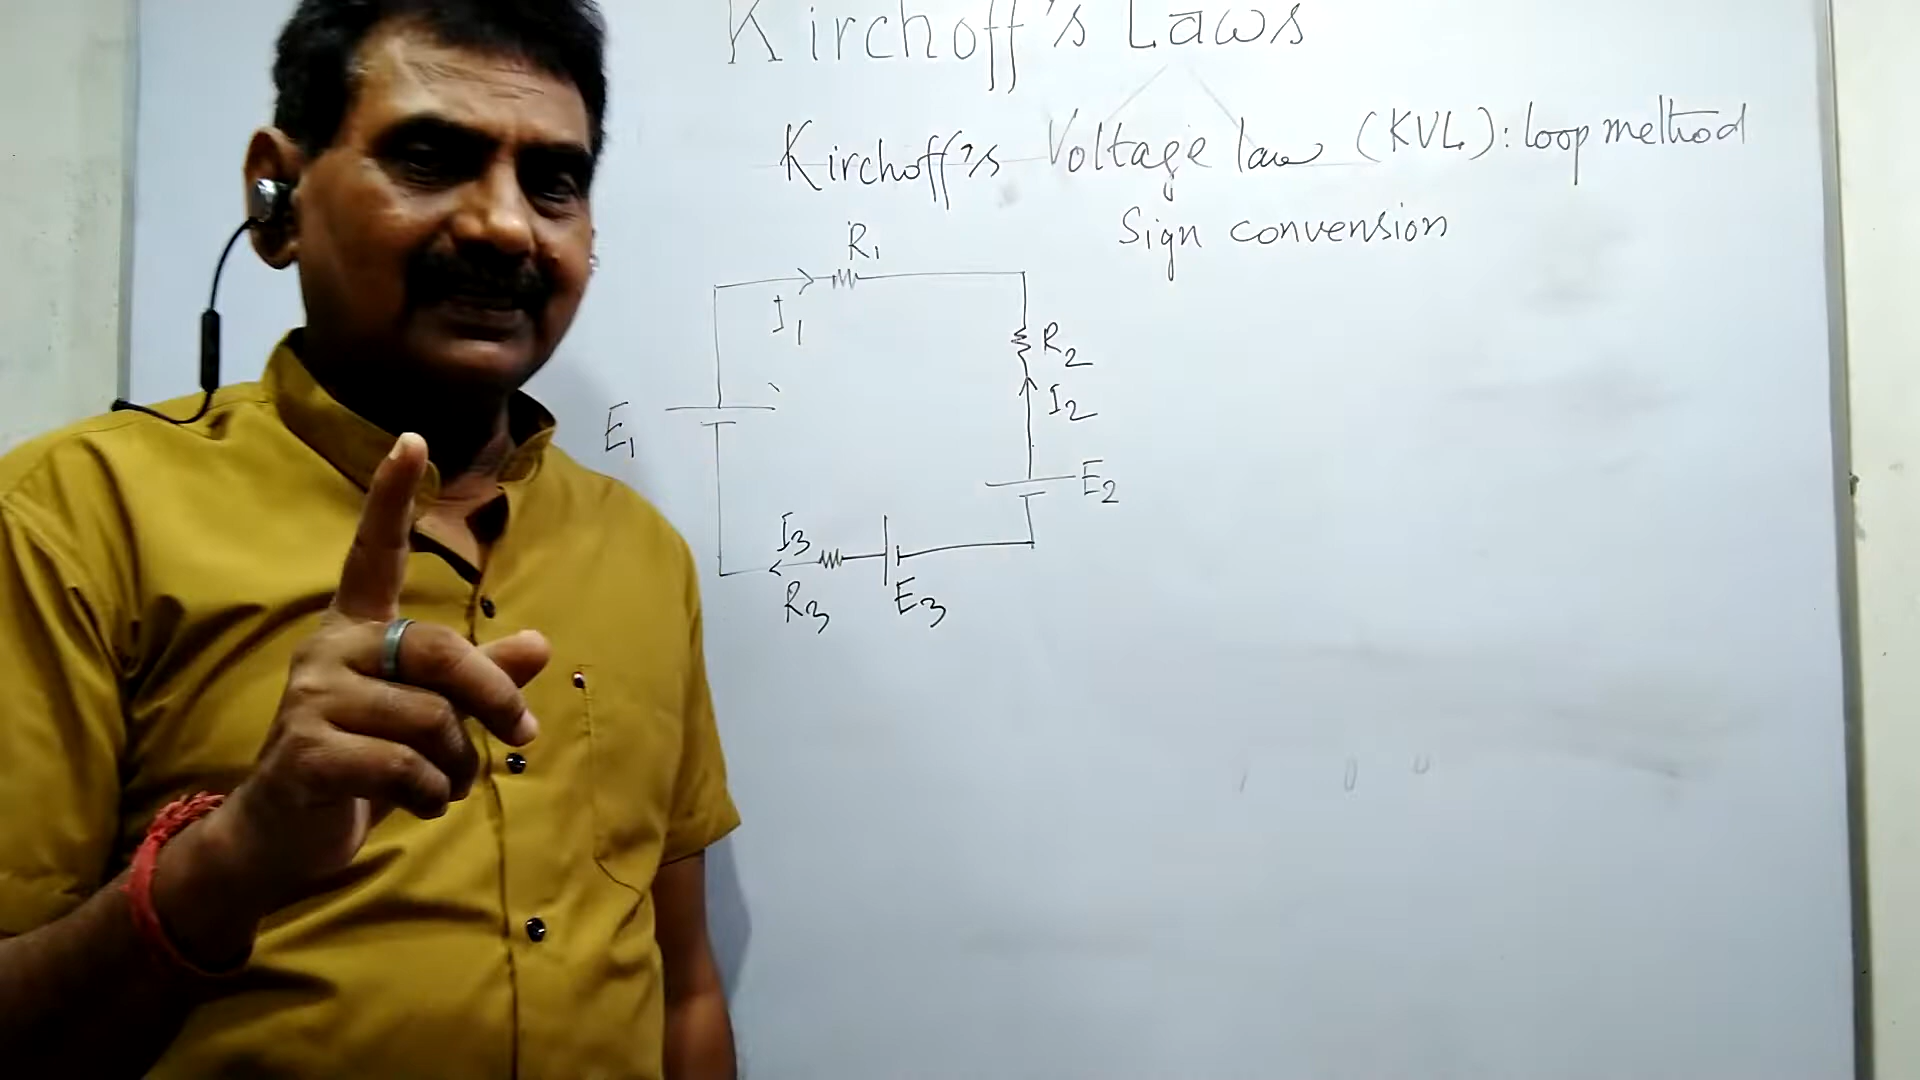 Kirchoff's Laws
Kirchoff's Voltage law (KVL): loop method
Sign convension
R1
I1
R2
I2
E1
E2
I3
R3
E3